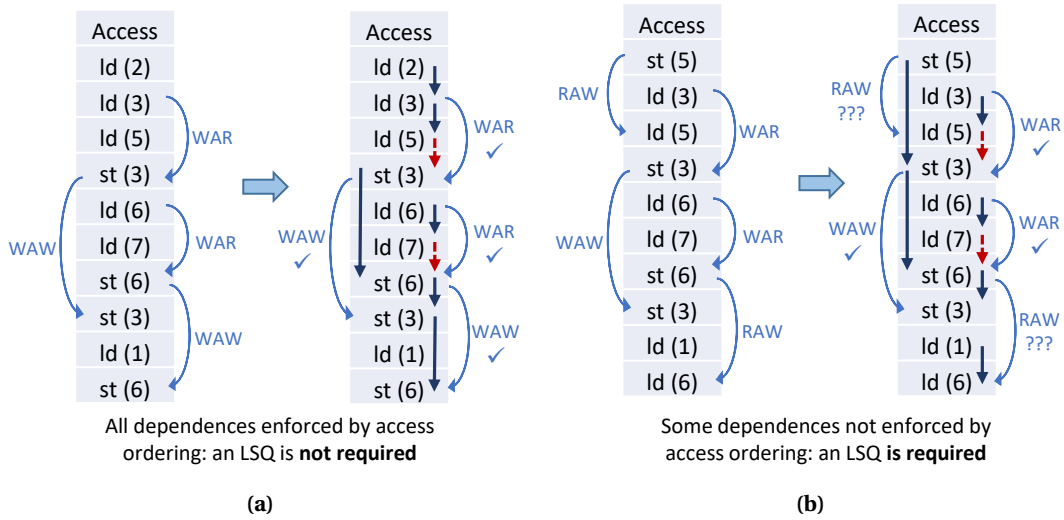 Access
ld (2)
ld (3)
ld (5)
st (3)
ld (6)
ld (7)
st (6)
st (3)
ld (1)
st (6)
WAR
WAW
WAR
WAW
Access
ld (2)
ld (3)
ld (5)
st (3)
ld (6)
ld (7)
st (6)
st (3)
ld (1)
st (6)
WAR
✓
WAW
✓
WAR
✓
WAW
✓
All dependences enforced by access
ordering: an LSQ is not required
(a)
Access
st (5)
ld (3)
ld (5)
st (3)
ld (6)
ld (7)
st (6)
st (3)
ld (1)
ld (6)
RAW
WAR
WAW
WAR
RAW
Access
st (5)
ld (3)
ld (5)
st (3)
ld (6)
ld (7)
st (6)
st (3)
ld (1)
ld (6)
RAW
???
WAR
✓
WAW
✓
WAR
✓
RAW
???
Some dependences not enforced by
access ordering: an LSQ is required
(b)